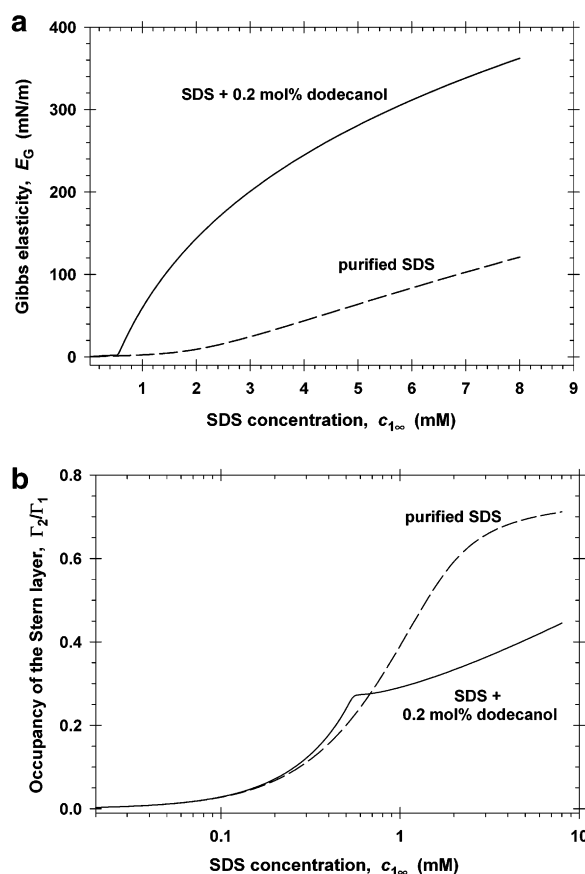 a
400
300
200
100
0
Gibbs elasticity, E_G (mN/m)
SDS + 0.2 mol% dodecanol
purified SDS
1 2 3 4 5 6 7 8 9
SDS concentration, c_1∞ (mM)
b
0.8
0.6
0.4
0.2
0.0
Occupancy of the Stern layer, Γ_2/Γ_1
purified SDS
SDS +
0.2 mol% dodecanol
0.1 1 10
SDS concentration, c_1∞ (mM)